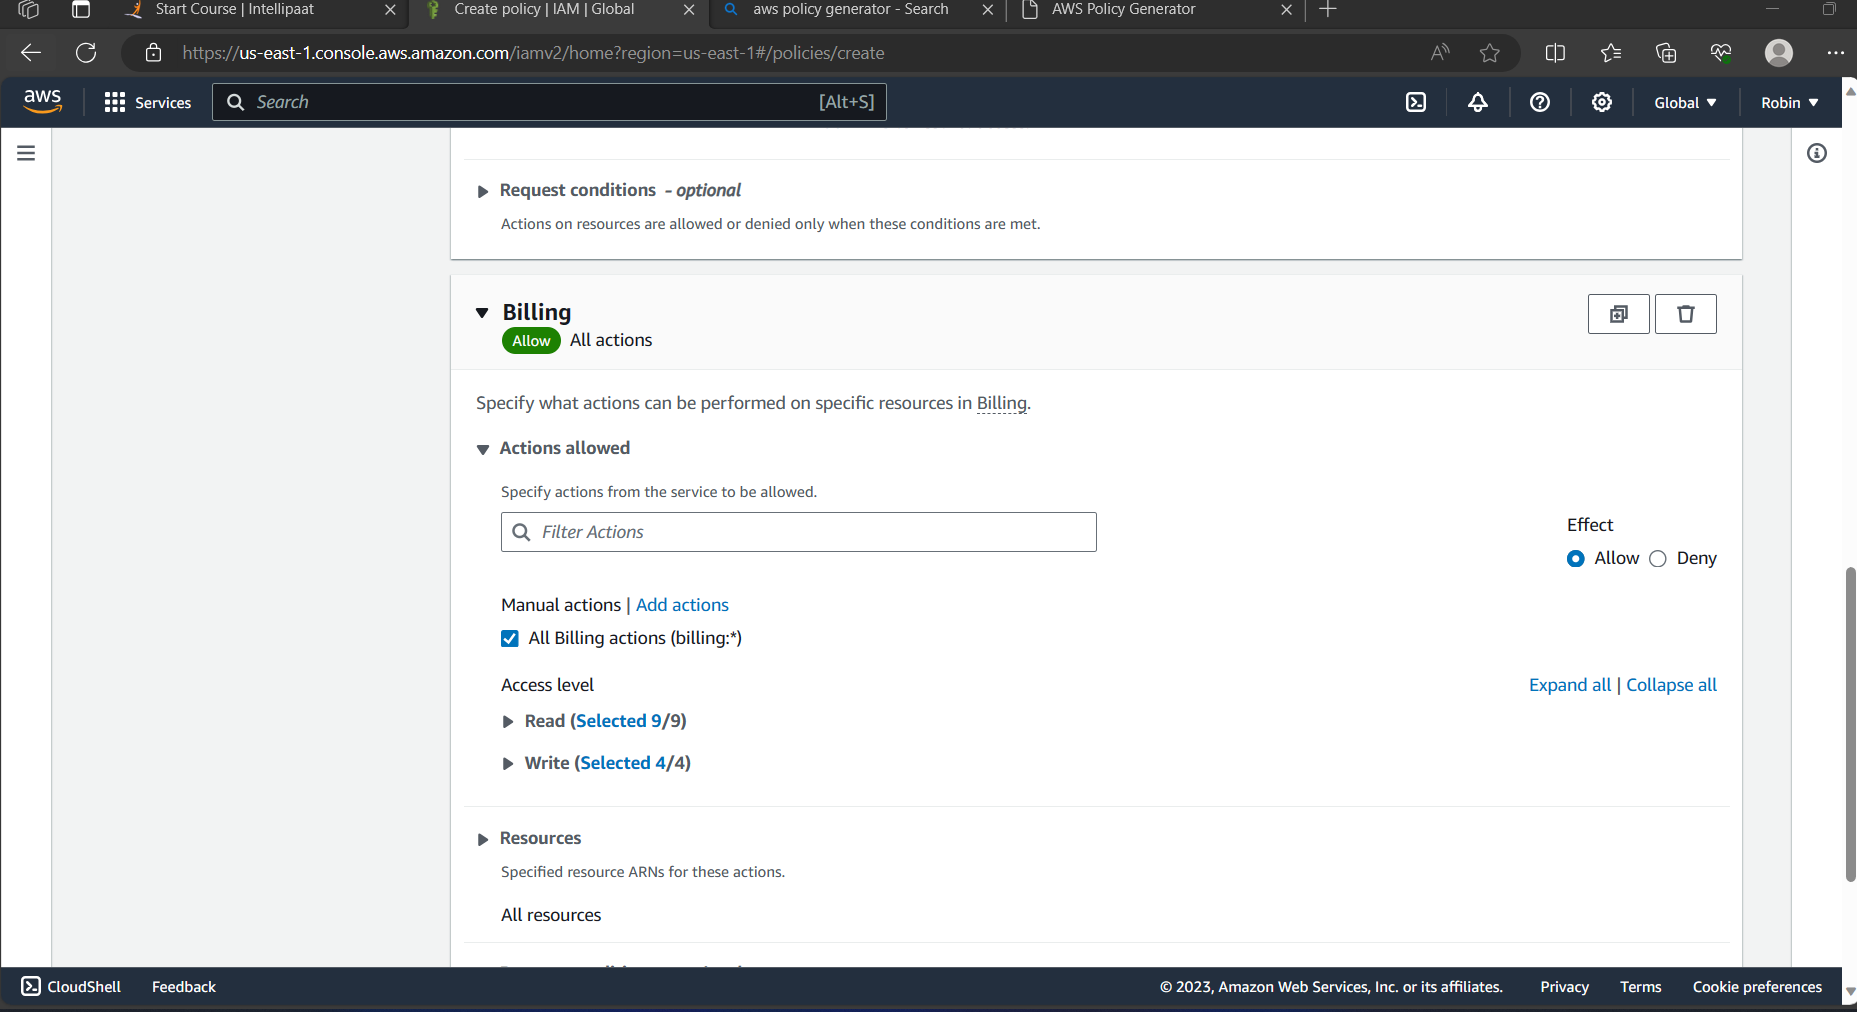 Start Course | Intellipaat
Create policy | IAM | Global
aws policy generator - Search
AWS Policy Generator
https://us-east-1.console.aws.amazon.com/iamv2/home?region=us-east-1#/policies/create
aws
Services
Search
[Alt+S]
Global
Robin
Request conditions - optional
Actions on resources are allowed or denied only when these conditions are met.
Billing
Allow All actions
Specify what actions can be performed on specific resources in Billing.
Actions allowed
Specify actions from the service to be allowed.
Filter Actions
Effect
Allow Deny
Manual actions | Add actions
All Billing actions (billing:*)
Access level
Expand all | Collapse all
Read (Selected 9/9)
Write (Selected 4/4)
Resources
Specified resource ARNs for these actions.
All resources
CloudShell
Feedback
© 2023, Amazon Web Services, Inc. or its affiliates.
Privacy
Terms
Cookie preferences